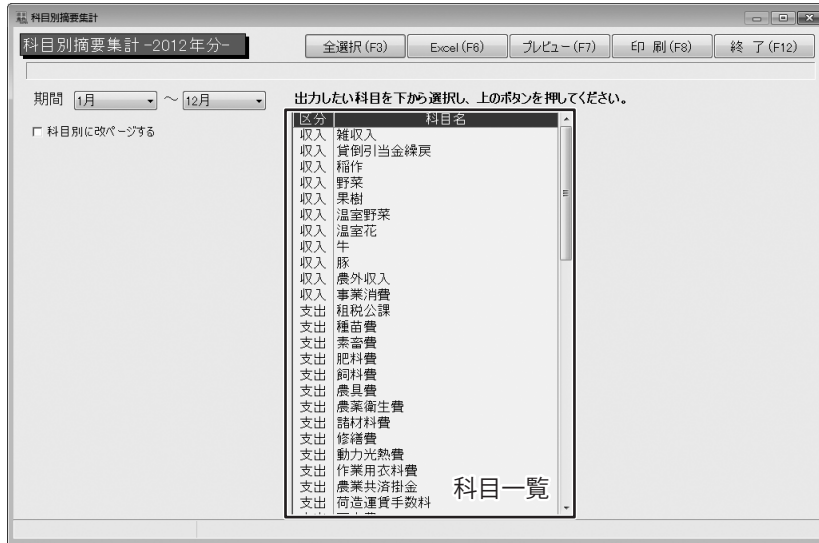 科目別摘要集計
科目別摘要集計 -2012年分-
全選択(F3) Excel(F6) プレビュー(F7) 印 刷(F8) 終 了(F12)
期間 1月 ～ 12月
出力したい科目を下から選択し、上のボタンを押してください。
科目別に改ページする
区分 科目名
収入 雑収入
収入 貸倒引当金繰戻
収入 稲作
収入 野菜
収入 果樹
収入 温室野菜
収入 温室花
収入 牛
収入 豚
収入 農外収入
収入 事業消費
支出 租税公課
支出 種苗費
支出 素畜費
支出 肥料費
支出 飼料費
支出 農具費
支出 農薬衛生費
支出 諸材料費
支出 修繕費
支出 動力光熱費
支出 作業用衣料費
支出 農業共済掛金
支出 荷造運賃手数料
科目一覧